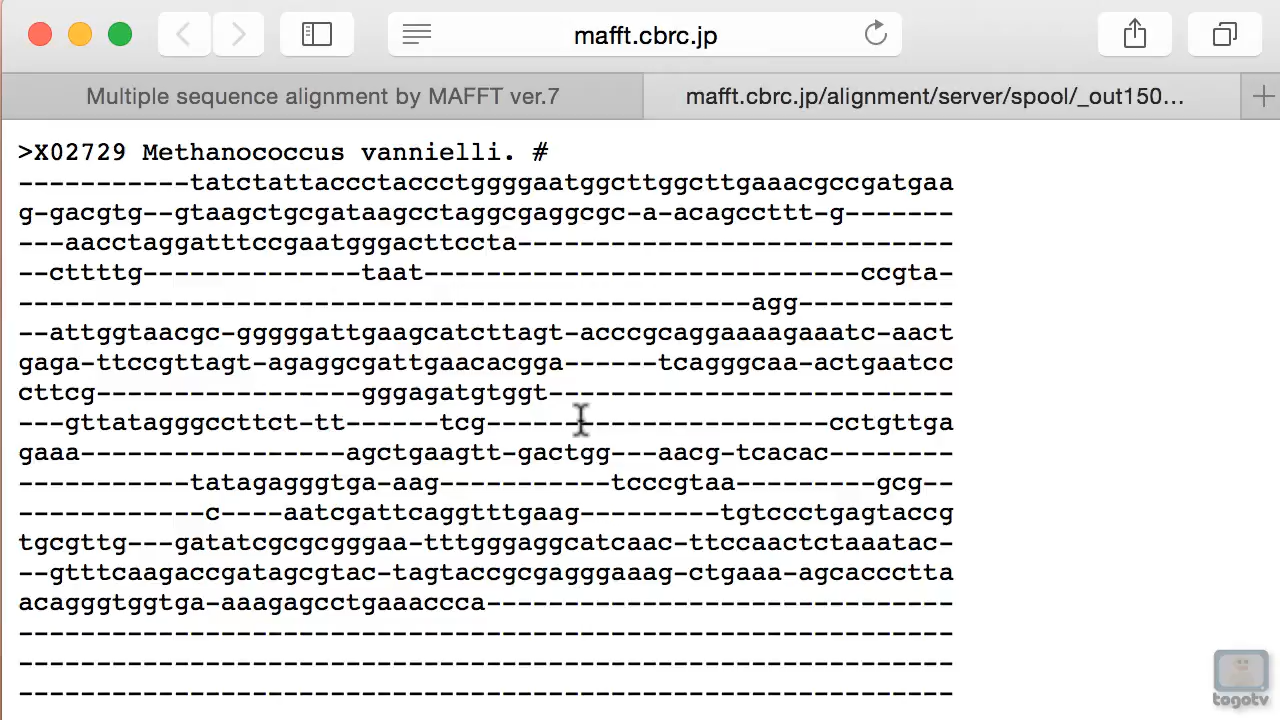 mafft.cbrc.jp
Multiple sequence alignment by MAFFT ver.7
mafft.cbrc.jp/alignment/server/spool/_out150…
>X02729 Methanococcus vannielli. #
-----------tatctattaccctaccctggggaatggcttggcttgaaacgccgatgaa
g-gacgtg--gtaagctgcgataagcctaggcgaggcgc-a-acagccttt-g-------
---aacctaggatttccgaatgggacttccta----------------------------
--cttttg--------------taat----------------------------ccgta-
-----------------------------------------------agg----------
--attggtaacgc-gggggattgaagcatcttagt-acccgcaggaaaagaaatc-aact
gaga-ttccgttagt-agaggcgattgaacacgga------tcagggcaa-actgaatcc
cttcg-----------------gggagatgtggt--------------------------
---gttatagggccttct-tt------tcg----------------------cctgttga
gaaa-----------------agctgaagtt-gactgg---aacg-tcacac--------
-----------tatagagggtga-aag-----------tcccgtaa---------gcg--
------------c----aatcgattcaggtttgaag---------tgtccctgagtaccg
tgcgttg---gatatcgcgcgggaa-tttgggaggcatcaac-ttccaactctaaatac-
--gtttcaagaccgatagcgtac-tagtaccgcgagggaaag-ctgaaa-agcaccctta
acagggtggtga-aaagagcctgaaaccca------------------------------
------------------------------------------------------------
------------------------------------------------------------
------------------------------------------------------------
togotv